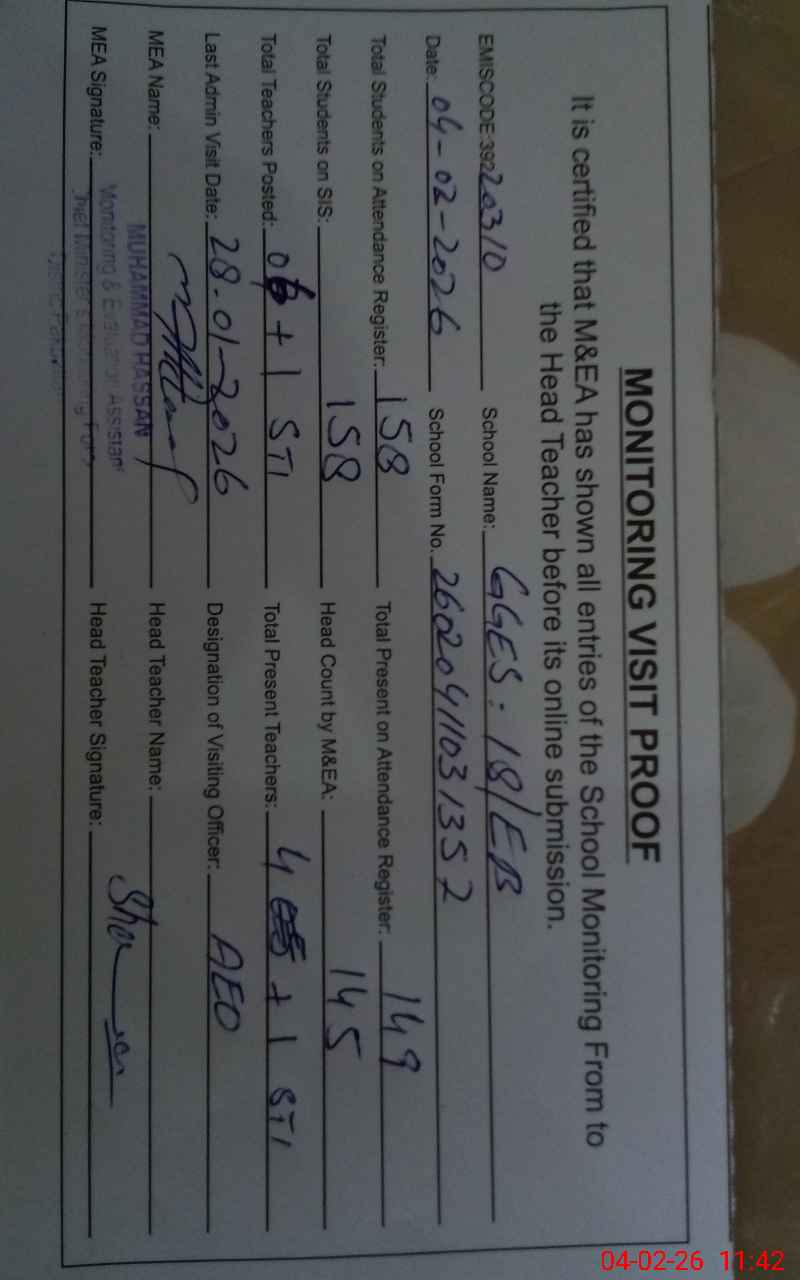 MONITORING VISIT PROOF
It is certified that M&EA has shown all entries of the School Monitoring From to
the Head Teacher before its online submission.
EMISCODE:39220310 School Name: GGES. 18/EB
Date: 04-02-2026 School Form No. 26020411031352
Total Students on Attendance Register: 158 Total Present on Attendance Register: 149
Total Students on SIS: 158 Head Count by M&EA: 145
Total Teachers Posted: 06 + 1 STI Total Present Teachers: 4 + 1 STI
Last Admin Visit Date: 28-01-2026 Designation of Visiting Officer: AEO
MEA Name: Head Teacher Name:
MUHAMMAD HASSAN
Monitoring & Evaluation Assistant
Chief Minister's Monitoring Force
MEA Signature: Head Teacher Signature:
04-02-26 11:42